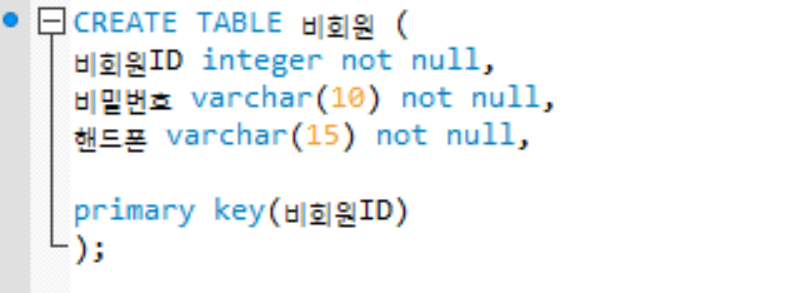 CREATE TABLE 비회원 (
비회원ID integer not null,
비밀번호 varchar(10) not null,
핸드폰 varchar(15) not null,
primary key(비회원ID)
);